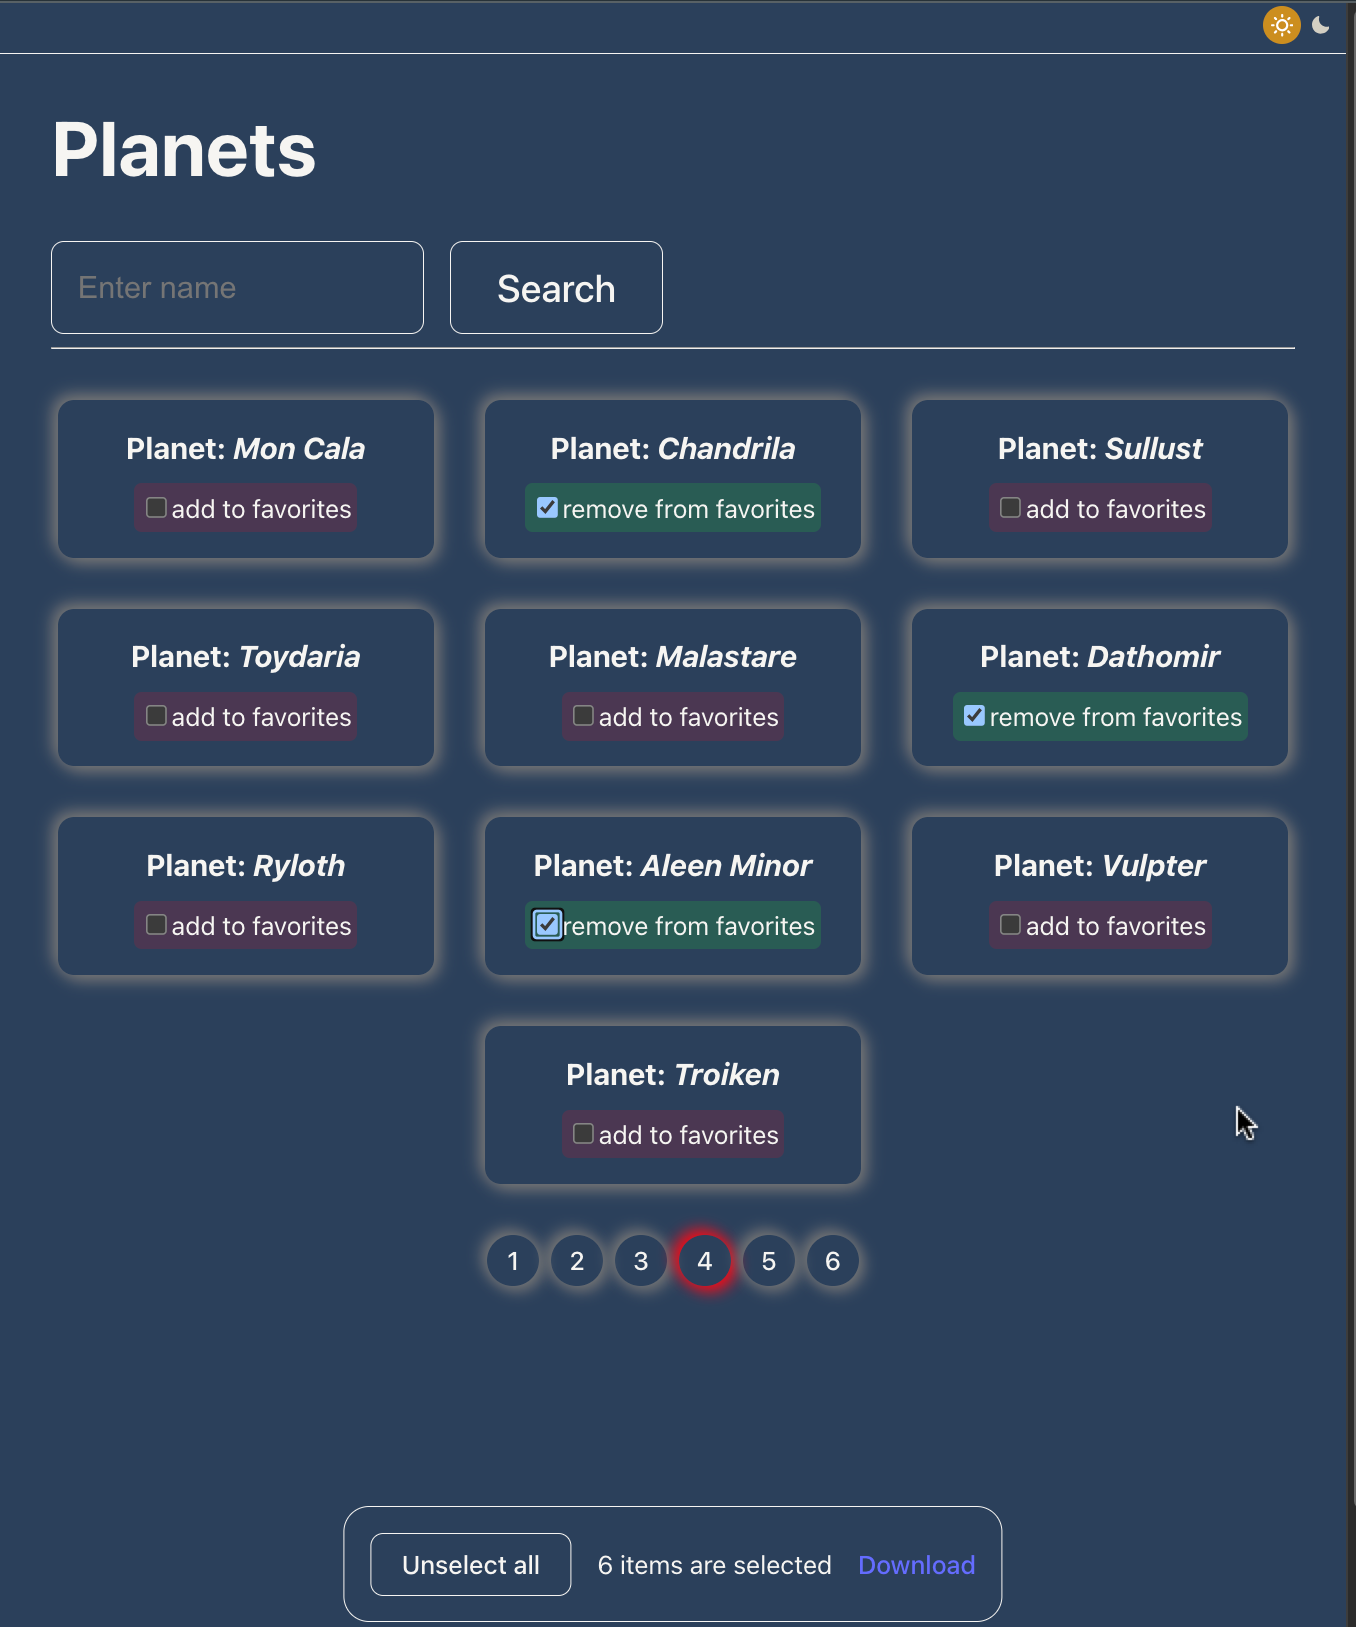 Planets
Enter name
Search
Planet: Mon Cala
add to favorites
Planet: Chandrila
remove from favorites
Planet: Sullust
add to favorites
Planet: Toydaria
add to favorites
Planet: Malastare
add to favorites
Planet: Dathomir
remove from favorites
Planet: Ryloth
add to favorites
Planet: Aleen Minor
remove from favorites
Planet: Vulpter
add to favorites
Planet: Troiken
add to favorites
1 2 3 4 5 6
Unselect all 6 items are selected Download